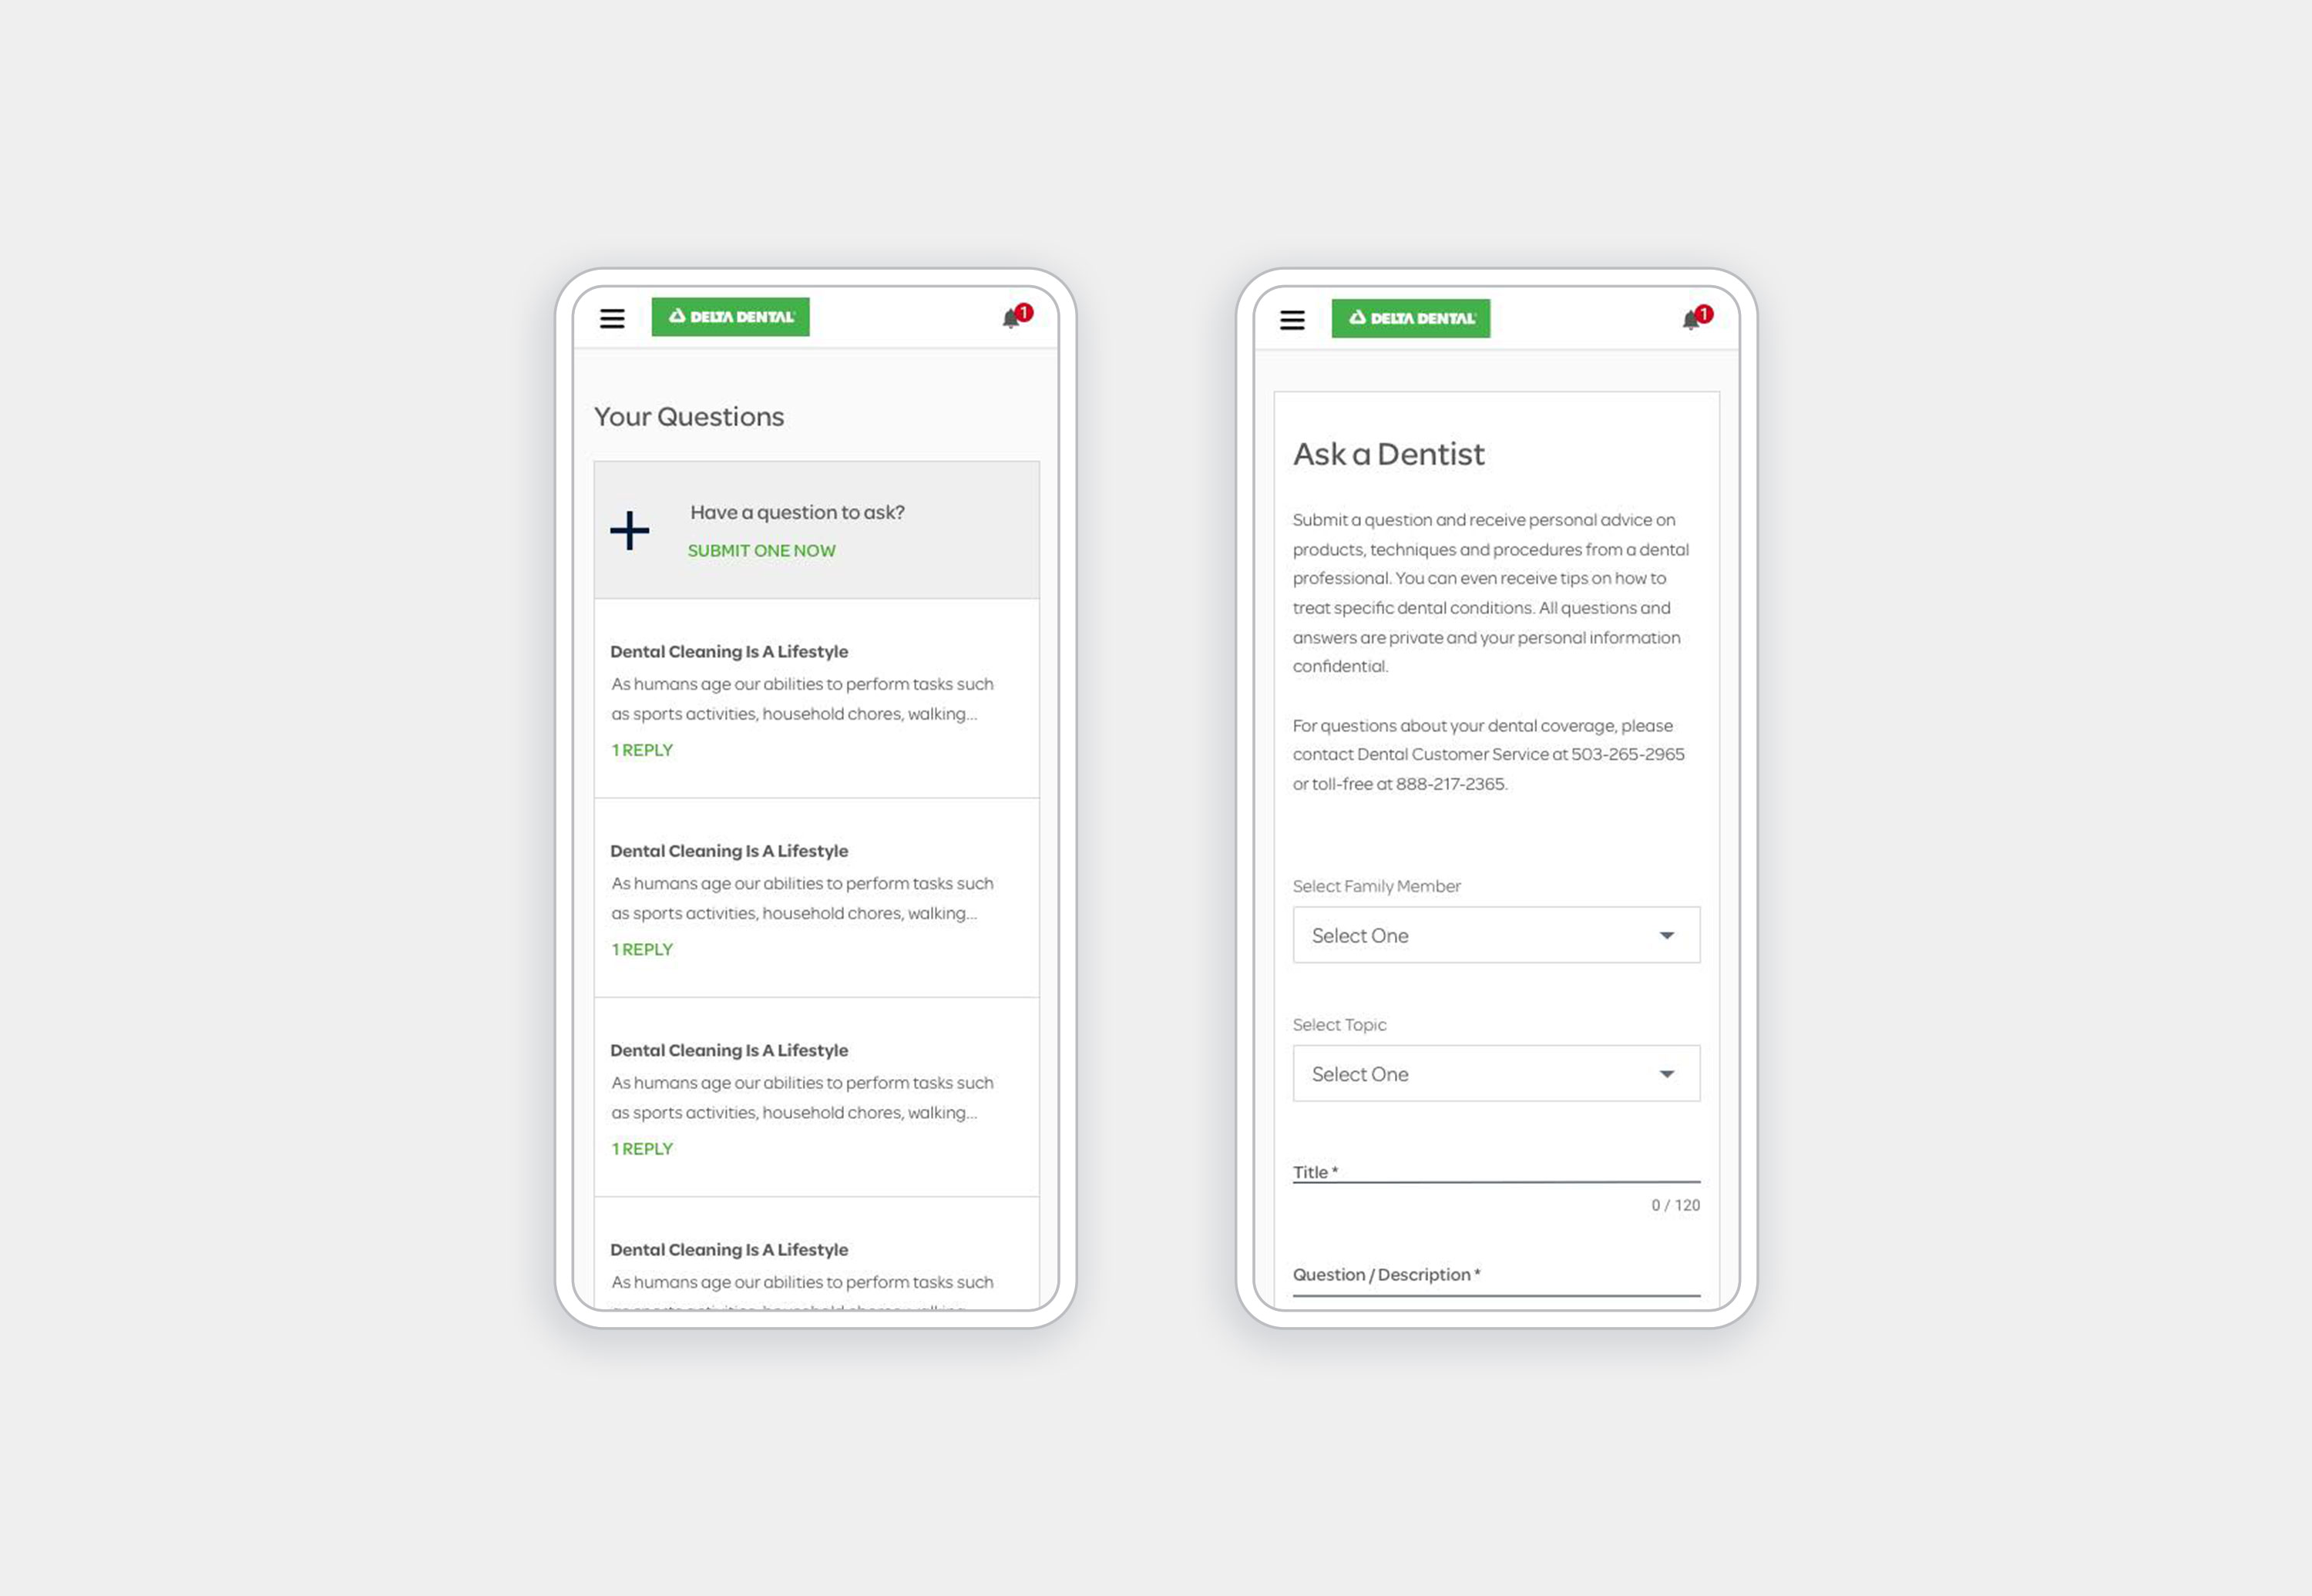 DELTA DENTAL
1
Your Questions
Have a question to ask?
SUBMIT ONE NOW
Dental Cleaning Is A Lifestyle
As humans age our abilities to perform tasks such
as sports activities, household chores, walking...
1 REPLY
Dental Cleaning Is A Lifestyle
As humans age our abilities to perform tasks such
as sports activities, household chores, walking...
1 REPLY
Dental Cleaning Is A Lifestyle
As humans age our abilities to perform tasks such
as sports activities, household chores, walking...
1 REPLY
Dental Cleaning Is A Lifestyle
As humans age our abilities to perform tasks such
DELTA DENTAL
1
Ask a Dentist
Submit a question and receive personal advice on
products, techniques and procedures from a dental
professional. You can even receive tips on how to
treat specific dental conditions. All questions and
answers are private and your personal information
confidential.
For questions about your dental coverage, please
contact Dental Customer Service at 503-265-2965
or toll-free at 888-217-2365.
Select Family Member
Select One
Select Topic
Select One
Title *
0 / 120
Question / Description *